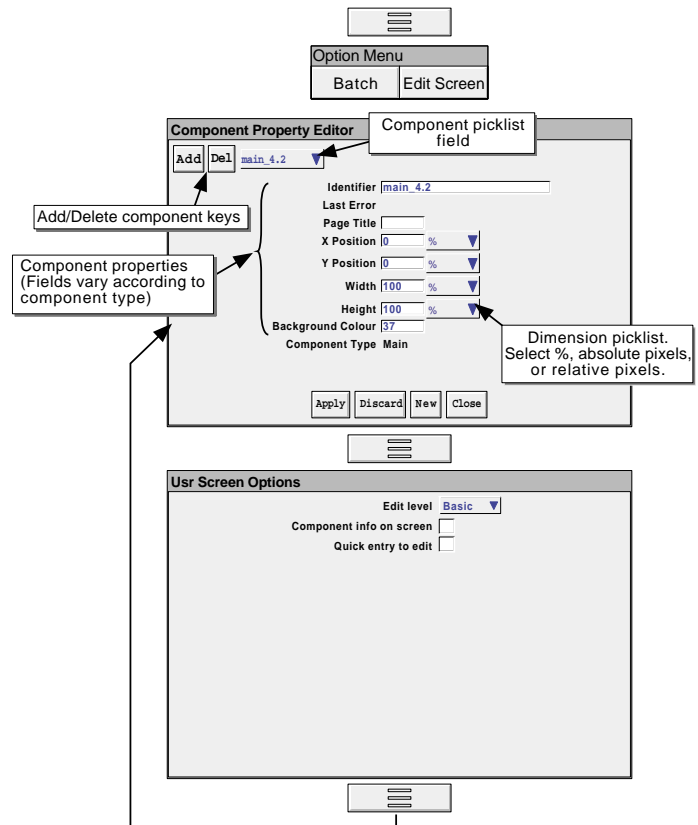 Option Menu
Batch Edit Screen
Component Property Editor
Component picklist
field
Add Del main_4.2
Add/Delete component keys
Identifier main_4.2
Last Error
Page Title
X Position 0 %
Y Position 0 %
Width 100 %
Height 100 %
Background Colour 37
Component Type Main
Component properties
(Fields vary according to
component type)
Dimension picklist.
Select %, absolute pixels,
or relative pixels.
Apply Discard New Close
Usr Screen Options
Edit level Basic
Component info on screen
Quick entry to edit